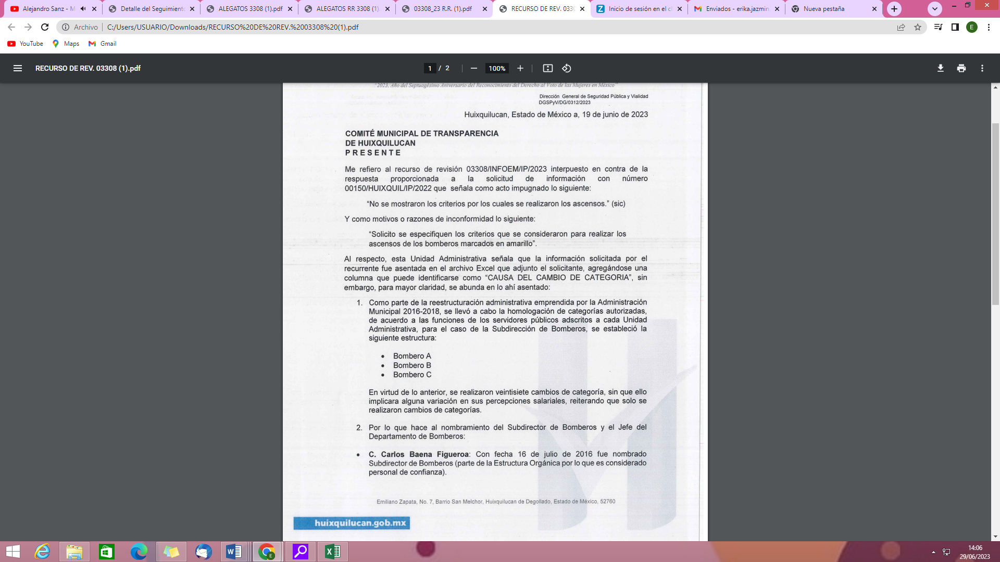 Alejandro Sanz - M
Detalle del Seguimiento
ALEGATOS 3308 (1).pdf
ALEGATOS RR 3308 (1).
03308_23 R.R. (1).pdf
RECURSO DE REV. 0330
Inicio de sesión en el cl
Enviados - erika.jazmin.
Nueva pestaña
Archivo
C:/Users/USUARIO/Downloads/RECURSO%20DE%20REV.%2003308%20(1).pdf
E
YouTube
Maps
Gmail
RECURSO DE REV. 03308 (1).pdf
1 / 2
100%
"2023, Año del Septuagésimo Aniversario del Reconocimiento del Derecho al Voto de las Mujeres en México"
Dirección General de Seguridad Pública y Vialidad
DGSPyV/DG/0312/2023
Huixquilucan, Estado de México a, 19 de junio de 2023
COMITÉ MUNICIPAL DE TRANSPARENCIA
DE HUIXQUILUCAN
P R E S E N T E
Me refiero al recurso de revisión 03308/INFOEM/IP/2023 interpuesto en contra de la
respuesta proporcionada a la solicitud de información con número
00150/HUIXQUIL/IP/2022 que señala como acto impugnado lo siguiente:
“No se mostraron los criterios por los cuales se realizaron los ascensos.” (sic)
Y como motivos o razones de inconformidad lo siguiente:
“Solicito se especifiquen los criterios que se consideraron para realizar los
ascensos de los bomberos marcados en amarillo”.
Al respecto, esta Unidad Administrativa señala que la información solicitada por el
recurrente fue asentada en el archivo Excel que adjunto el solicitante, agregándose una
columna que puede identificarse como “CAUSA DEL CAMBIO DE CATEGORIA”, sin
embargo, para mayor claridad, se abunda en lo ahí asentado:
1. Como parte de la reestructuración administrativa emprendida por la Administración
Municipal 2016-2018, se llevó a cabo la homologación de categorías autorizadas,
de acuerdo a las funciones de los servidores públicos adscritos a cada Unidad
Administrativa, para el caso de la Subdirección de Bomberos, se estableció la
siguiente estructura:
• Bombero A
• Bombero B
• Bombero C
En virtud de lo anterior, se realizaron veintisiete cambios de categoría, sin que ello
implicara alguna variación en sus percepciones salariales, reiterando que solo se
realizaron cambios de categorías.
2. Por lo que hace al nombramiento del Subdirector de Bomberos y el Jefe del
Departamento de Bomberos:
• C. Carlos Baena Figueroa: Con fecha 16 de julio de 2016 fue nombrado
Subdirector de Bomberos (parte de la Estructura Orgánica por lo que es considerado
personal de confianza).
Emiliano Zapata, No. 7, Barrio San Melchor, Huixquilucan de Degollado, Estado de México, 52760
huixquilucan.gob.mx
14:06
29/06/2023